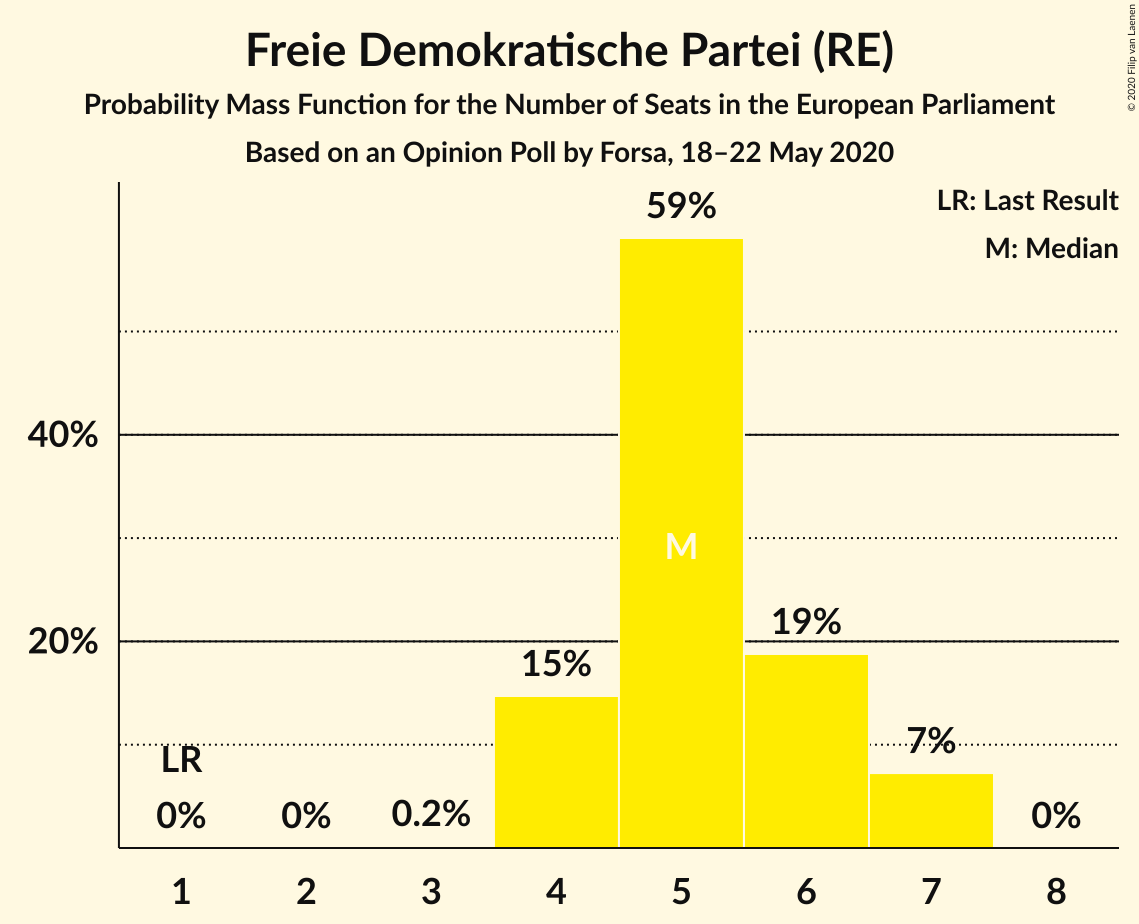 Freie Demokratische Partei (RE)
Probability Mass Function for the Number of Seats in the European Parliament
Based on an Opinion Poll by Forsa, 18–22 May 2020
© 2020 Filip van Laenen
LR: Last Result
M: Median
59%
40%
M
20%
19%
15%
7%
LR
0%
0%
0.2%
0%
1 2 3 4 5 6 7 8